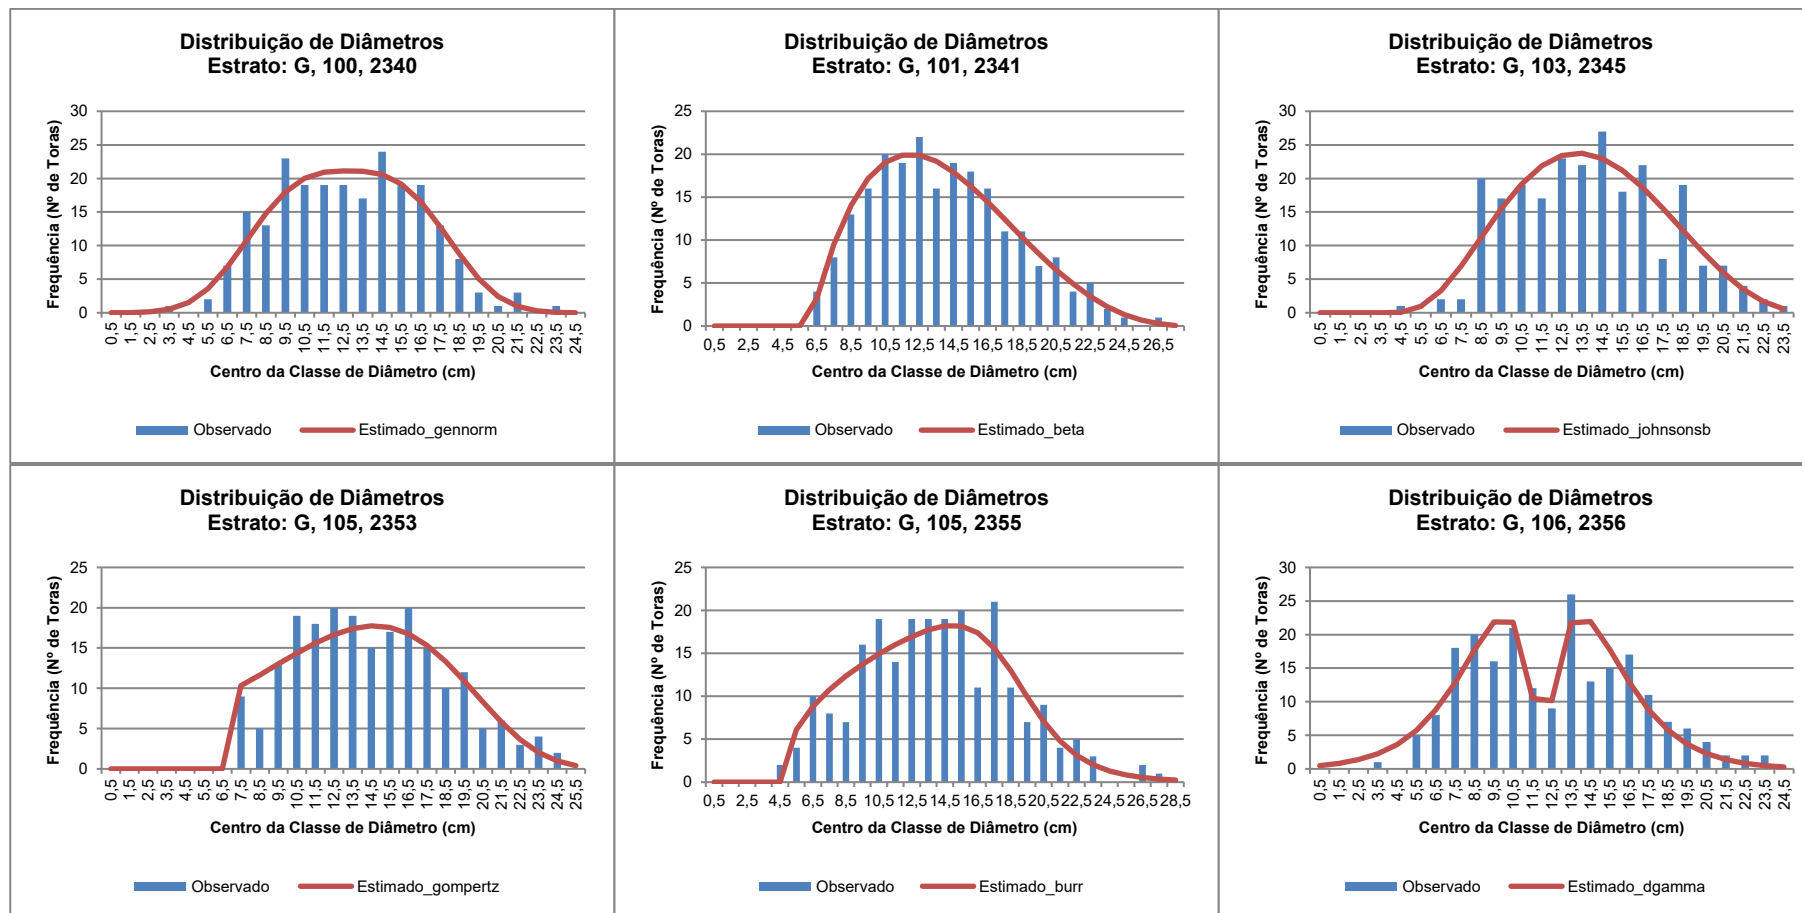 Distribuição de Diâmetros
Estrato: G, 100, 2340
Frequência (Nº de Toras)
30
25
20
15
10
5
0
0,5 1,5 2,5 3,5 4,5 5,5 6,5 7,5 8,5 9,5 10,5 11,5 12,5 13,5 14,5 15,5 16,5 17,5 18,5 19,5 20,5 21,5 22,5 23,5 24,5
Centro da Classe de Diâmetro (cm)
Observado Estimado_gennorm
Distribuição de Diâmetros
Estrato: G, 101, 2341
Frequência (Nº de Toras)
25
20
15
10
5
0
0,5 2,5 4,5 6,5 8,5 10,5 12,5 14,5 16,5 18,5 20,5 22,5 24,5 26,5
Centro da Classe de Diâmetro (cm)
Observado Estimado_beta
Distribuição de Diâmetros
Estrato: G, 103, 2345
Frequência (Nº de Toras)
30
25
20
15
10
5
0
0,5 1,5 2,5 3,5 4,5 5,5 6,5 7,5 8,5 9,5 10,5 11,5 12,5 13,5 14,5 15,5 16,5 17,5 18,5 19,5 20,5 21,5 22,5 23,5
Centro da Classe de Diâmetro (cm)
Observado Estimado_johnsonsb
Distribuição de Diâmetros
Estrato: G, 105, 2353
Frequência (Nº de Toras)
25
20
15
10
5
0
0,5 1,5 2,5 3,5 4,5 5,5 6,5 7,5 8,5 9,5 10,5 11,5 12,5 13,5 14,5 15,5 16,5 17,5 18,5 19,5 20,5 21,5 22,5 23,5 24,5 25,5
Centro da Classe de Diâmetro (cm)
Observado Estimado_gompertz
Distribuição de Diâmetros
Estrato: G, 105, 2355
Frequência (Nº de Toras)
25
20
15
10
5
0
0,5 2,5 4,5 6,5 8,5 10,5 12,5 14,5 16,5 18,5 20,5 22,5 24,5 26,5 28,5
Centro da Classe de Diâmetro (cm)
Observado Estimado_burr
Distribuição de Diâmetros
Estrato: G, 106, 2356
Frequência (Nº de Toras)
30
25
20
15
10
5
0
0,5 1,5 2,5 3,5 4,5 5,5 6,5 7,5 8,5 9,5 10,5 11,5 12,5 13,5 14,5 15,5 16,5 17,5 18,5 19,5 20,5 21,5 22,5 23,5 24,5
Centro da Classe de Diâmetro (cm)
Observado Estimado_dgamma